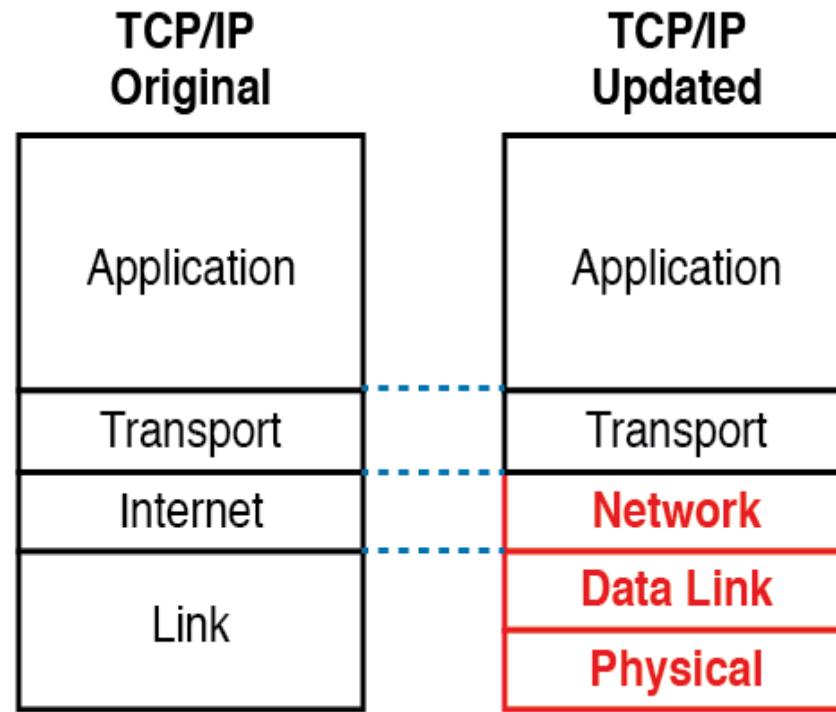 TCP/IP
Original
TCP/IP
Updated
Application
Transport
Internet
Link
Application
Transport
Network
Data Link
Physical